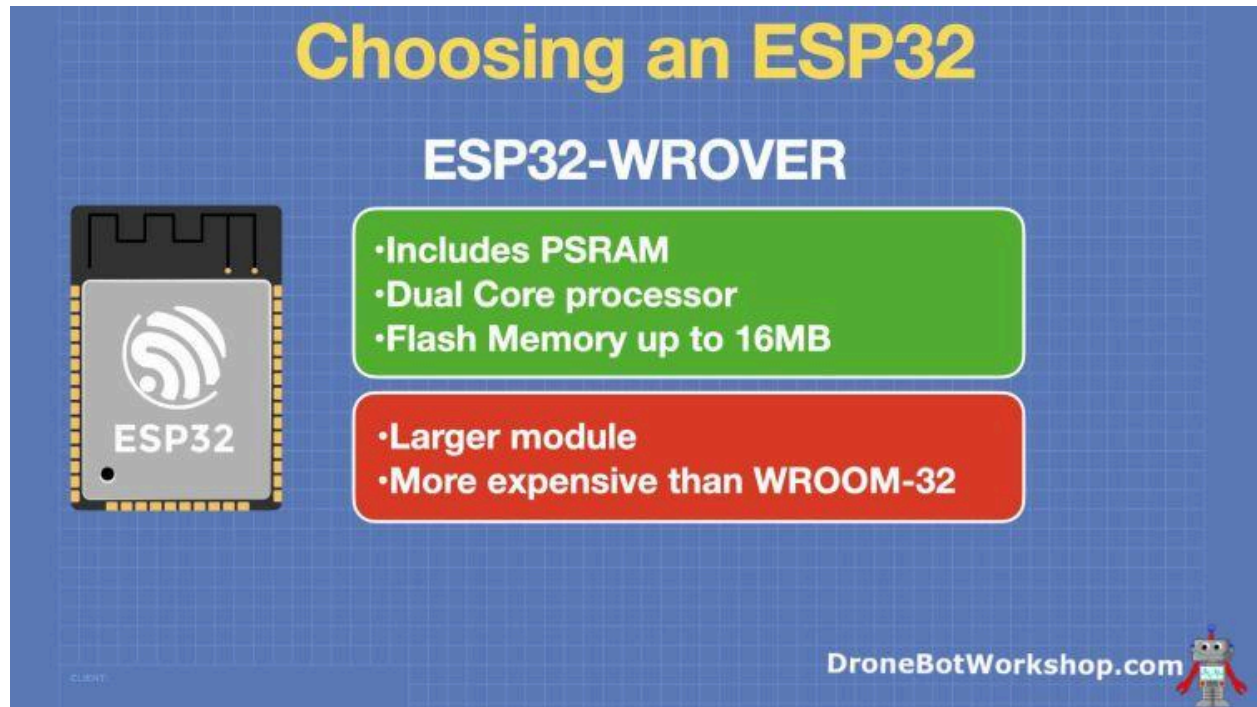 Choosing an ESP32
ESP32-WROVER
•Includes PSRAM
•Dual Core processor
•Flash Memory up to 16MB
ESP32
•Larger module
•More expensive than WROOM-32
DroneBotWorkshop.com
CLIENT: